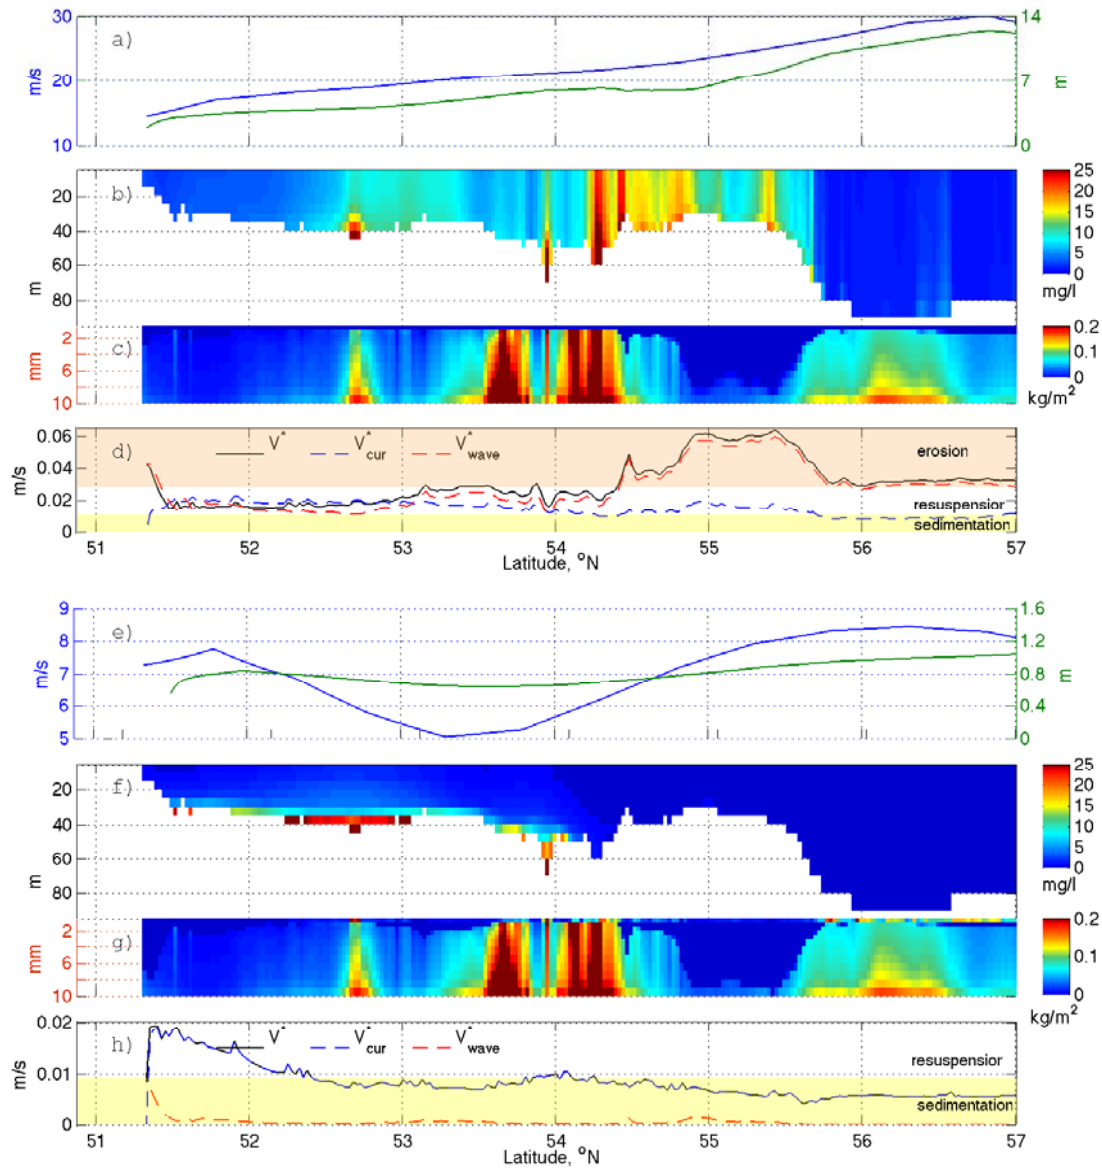 a)
30
20
10
m/s
14
7
0
m
b)
20
40
60
80
m
25
20
15
10
5
0
mg/l
c)
2
6
10
mm
0.2
0.1
0
kg/m2
d)
V* V*cur V*wave
0.06
0.04
0.02
0
m/s
erosion
resuspensior
sedimentation
51 52 53 54 55 56 57
Latitude, oN
e)
9
8
7
6
5
m/s
1.6
1.2
0.8
0.4
0
m
f)
20
40
60
80
m
25
20
15
10
5
0
mg/l
g)
2
6
10
mm
0.2
0.1
0
kg/m2
h)
V* V*cur V*wave
0.02
0.01
0
m/s
resuspensior
sedimentation
51 52 53 54 55 56 57
Latitude, oN